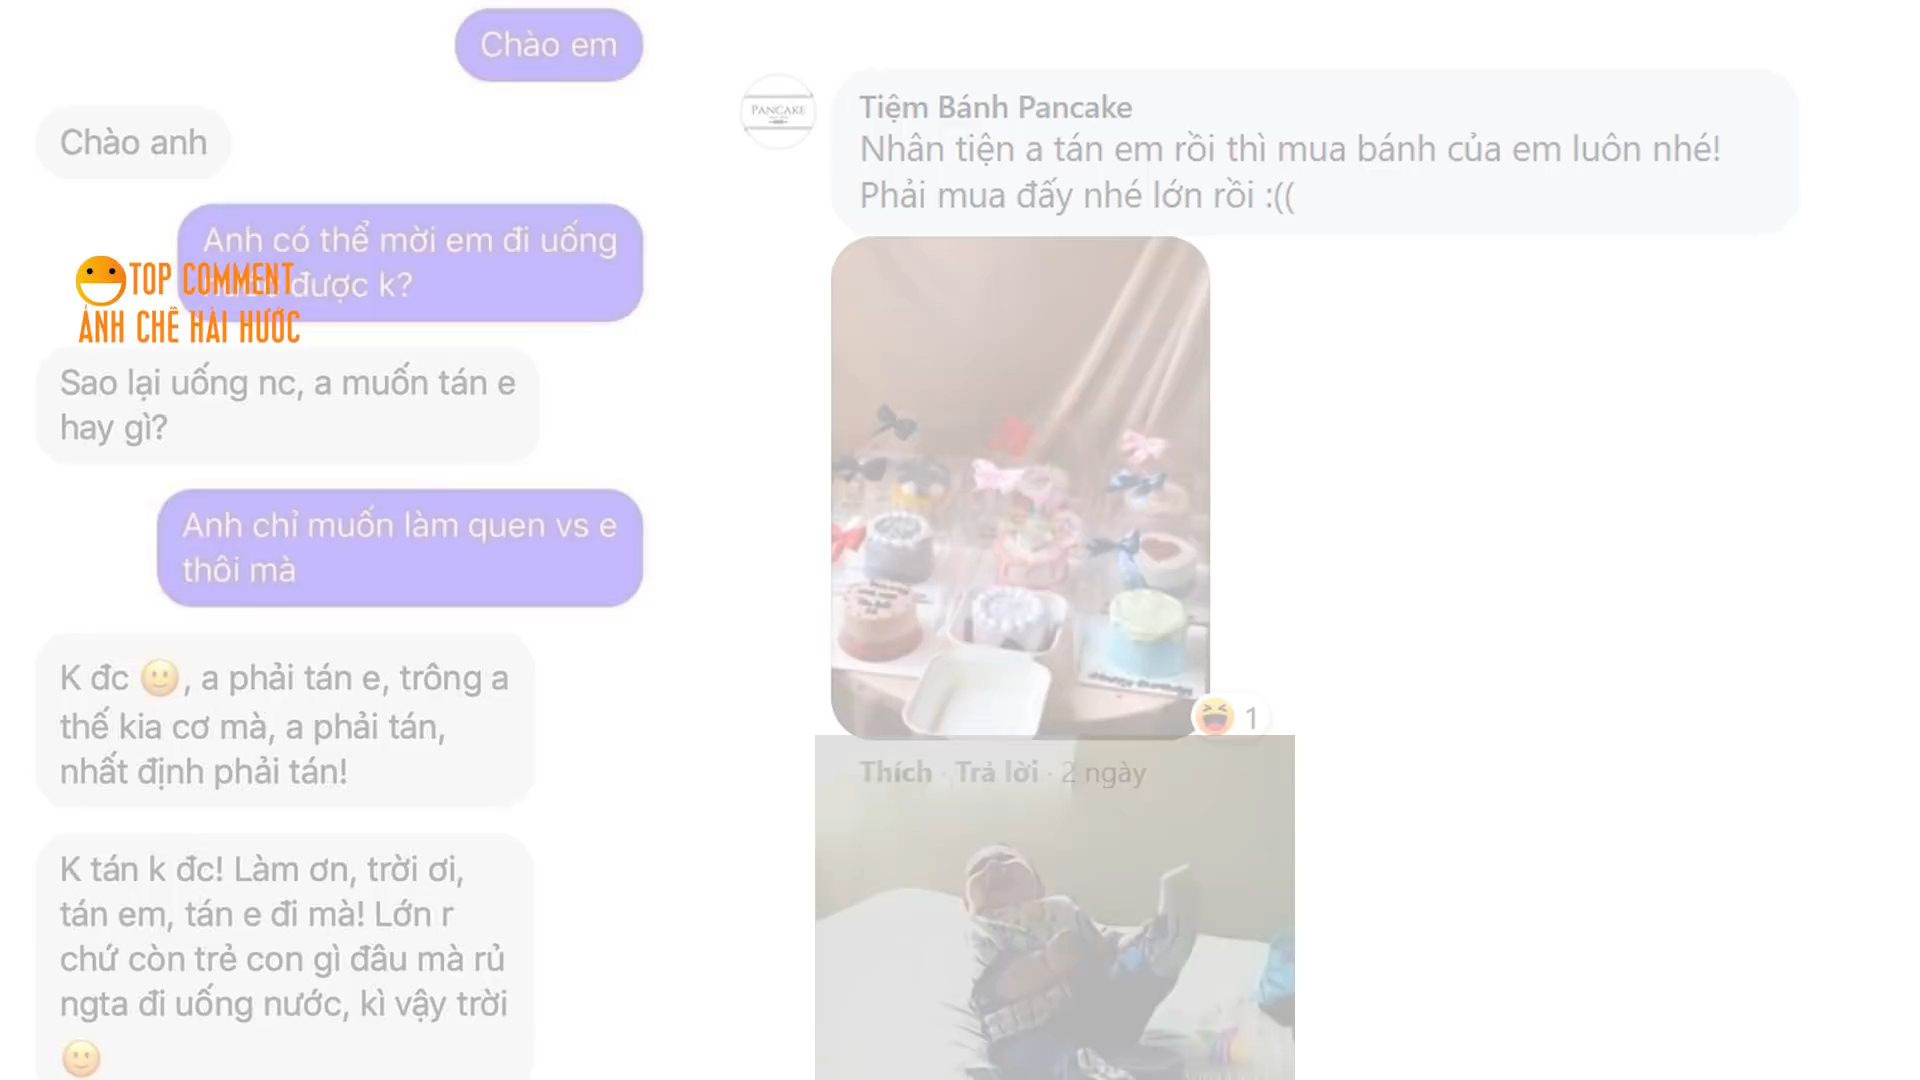 Chào em
Chào anh
Anh có thể mời em đi uống
được k?
TOP COMMENT
ẢNH CHẾ HÀI HƯỚC
Sao lại uống nc, a muốn tán e
hay gì?
Anh chỉ muốn làm quen vs e
thôi mà
K đc 🙂, a phải tán e, trông a
thế kia cơ mà, a phải tán,
nhất định phải tán!
K tán k đc! Làm ơn, trời ơi,
tán em, tán e đi mà! Lớn r
chứ còn trẻ con gì đâu mà rủ
ngta đi uống nước, kì vậy trời
🙂
PANCAKE
Tiệm Bánh Pancake
Nhân tiện a tán em rồi thì mua bánh của em luôn nhé!
Phải mua đấy nhé lớn rồi :((
1
Thích · Trả lời · 2 ngày